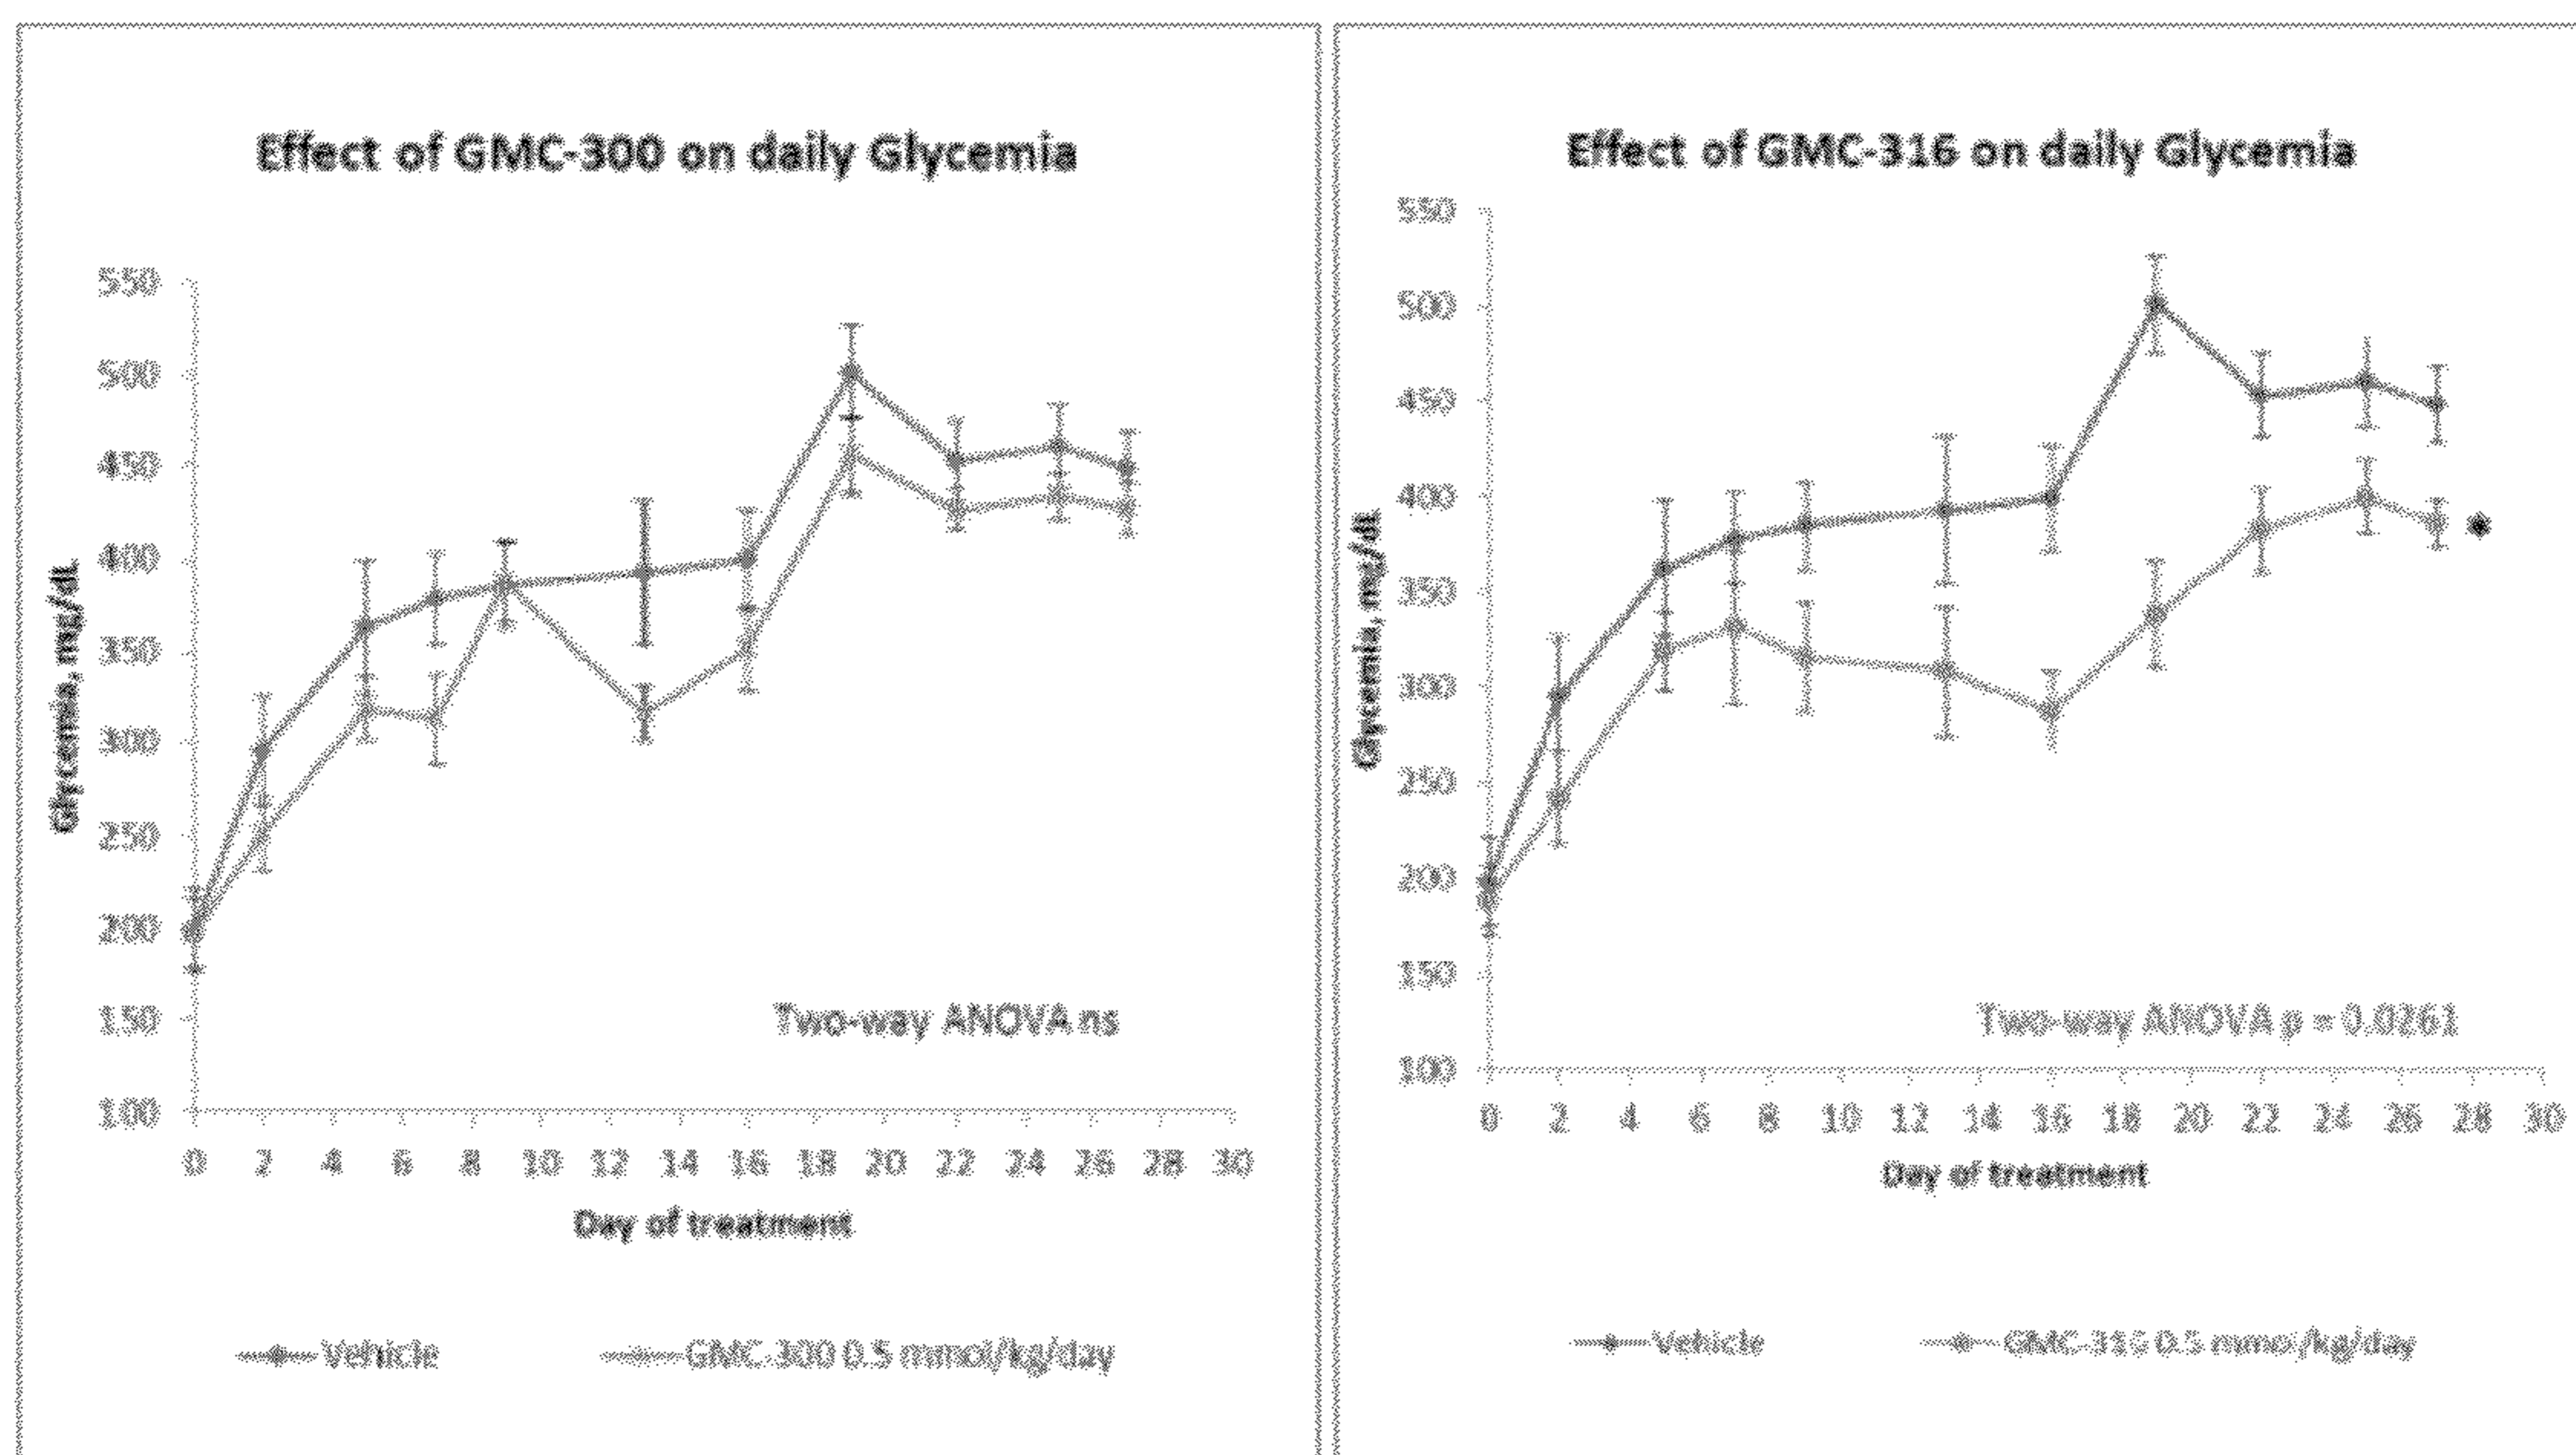 Effect of GMC-300 on daily Glycemia
550
500
450
400
350
300
250
200
150
100
Glycemia, mg/dL
Two-way ANOVA ns
0 2 4 6 8 10 12 14 16 18 20 22 24 26 28 30
Day of treatment
Vehicle GMC-300 0.5 mmol/kg/day
Effect of GMC-316 on daily Glycemia
550
500
450
400
350
300
250
200
150
100
Glycemia, mg/dL
Two-way ANOVA p = 0.0261
0 2 4 6 8 10 12 14 16 18 20 22 24 26 28 30
Day of treatment
Vehicle GMC-316 0.5 mmol/kg/day